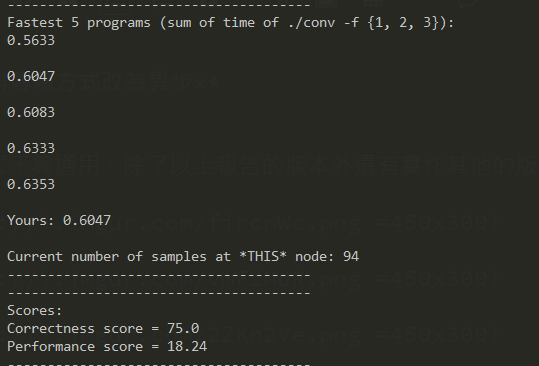 ---------------------------------------
Fastest 5 programs (sum of time of ./conv -f {1, 2, 3}):
0.5633
0.6047
0.6083
0.6333
0.6353
Yours: 0.6047
Current number of samples at *THIS* node: 94
---------------------------------------
---------------------------------------
Scores:
Correctness score = 75.0
Performance score = 18.24
---------------------------------------